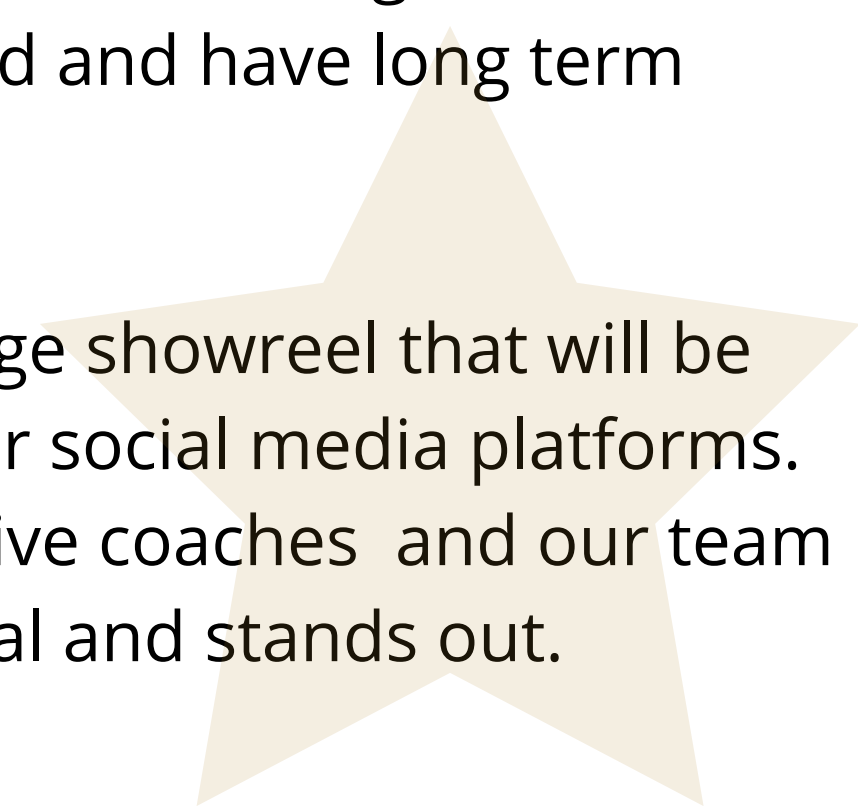 d and have long term
ge showreel that will be
r social media platforms.
ive coaches  and our team
al and stands out.